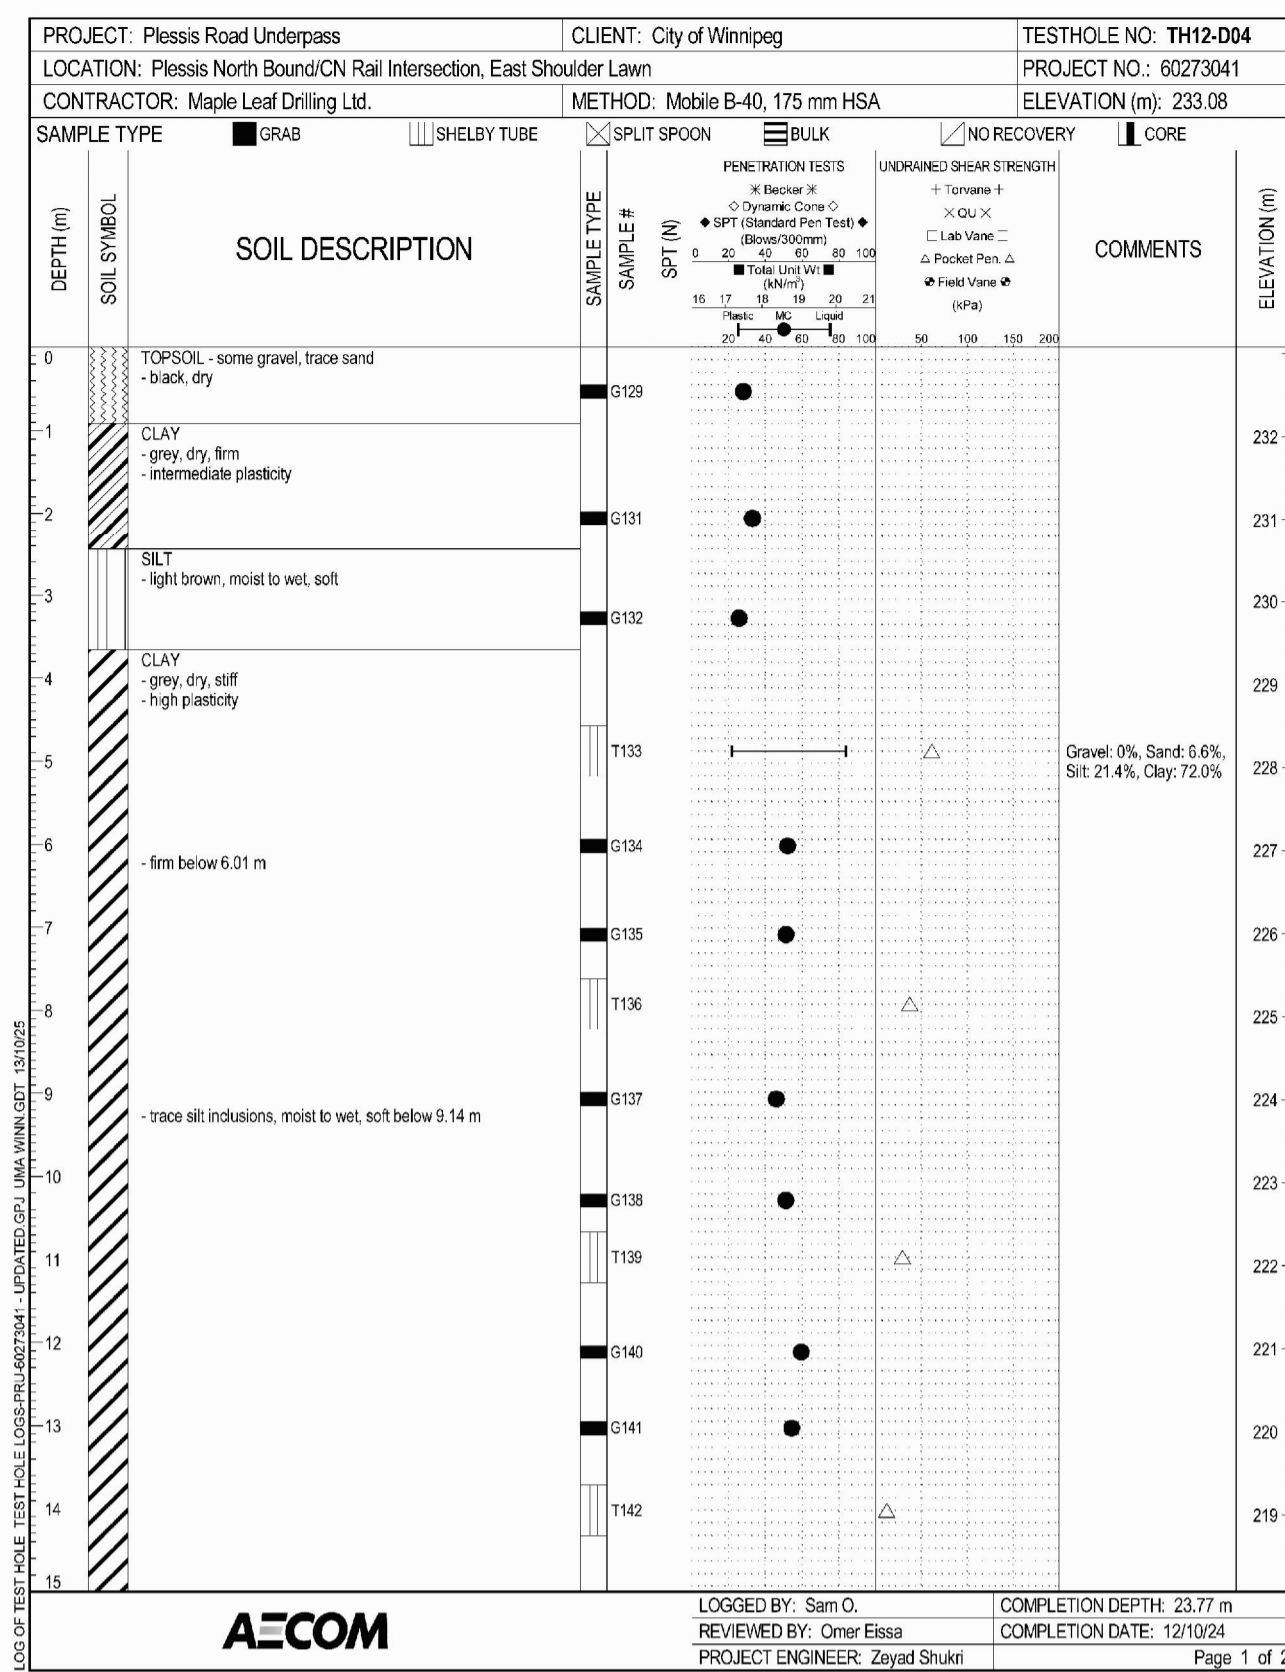 PROJECT: Plessis Road Underpass
CLIENT: City of Winnipeg
TESTHOLE NO: TH12-D04
LOCATION: Plessis North Bound/CN Rail Intersection, East Shoulder Lawn
PROJECT NO.: 60273041
CONTRACTOR: Maple Leaf Drilling Ltd.
METHOD: Mobile B-40, 175 mm HSA
ELEVATION (m): 233.08
SAMPLE TYPE GRAB SHELBY TUBE SPLIT SPOON BULK NO RECOVERY CORE
DEPTH (m)
SOIL SYMBOL
SOIL DESCRIPTION
SAMPLE TYPE
SAMPLE #
SPT (N)
PENETRATION TESTS
Becker
Dynamic Cone
SPT (Standard Pen Test)
(Blows/300mm)
0 20 40 60 80 100
Total Unit Wt
(kN/m³)
16 17 18 19 20 21
Plastic MC Liquid
20 40 60 80 100
UNDRAINED SHEAR STRENGTH
Torvane
QU
Lab Vane
Pocket Pen.
Field Vane
(kPa)
50 100 150 200
COMMENTS
ELEVATION (m)
0
TOPSOIL - some gravel, trace sand
- black, dry
G129
1
CLAY
232
- grey, dry, firm
- intermediate plasticity
2
G131
231
SILT
- light brown, moist to wet, soft
3
230
G132
CLAY
4
- grey, dry, stiff
229
- high plasticity
T133
Gravel: 0%, Sand: 6.6%,
Silt: 21.4%, Clay: 72.0%
5
228
6
G134
227
- firm below 6.01 m
7
G135
226
T136
8
225
9
G137
224
- trace silt inclusions, moist to wet, soft below 9.14 m
10
223
G138
11
T139
222
12
G140
221
13
G141
220
14
T142
219
15
LOG OF TEST HOLE TEST HOLE LOGS-PRU-60273041 - UPDATED.GPJ UMA WINN.GDT 13/10/25
AECOM
LOGGED BY: Sam O.
COMPLETION DEPTH: 23.77 m
REVIEWED BY: Omer Eissa
COMPLETION DATE: 12/10/24
PROJECT ENGINEER: Zeyad Shukri
Page 1 of 2